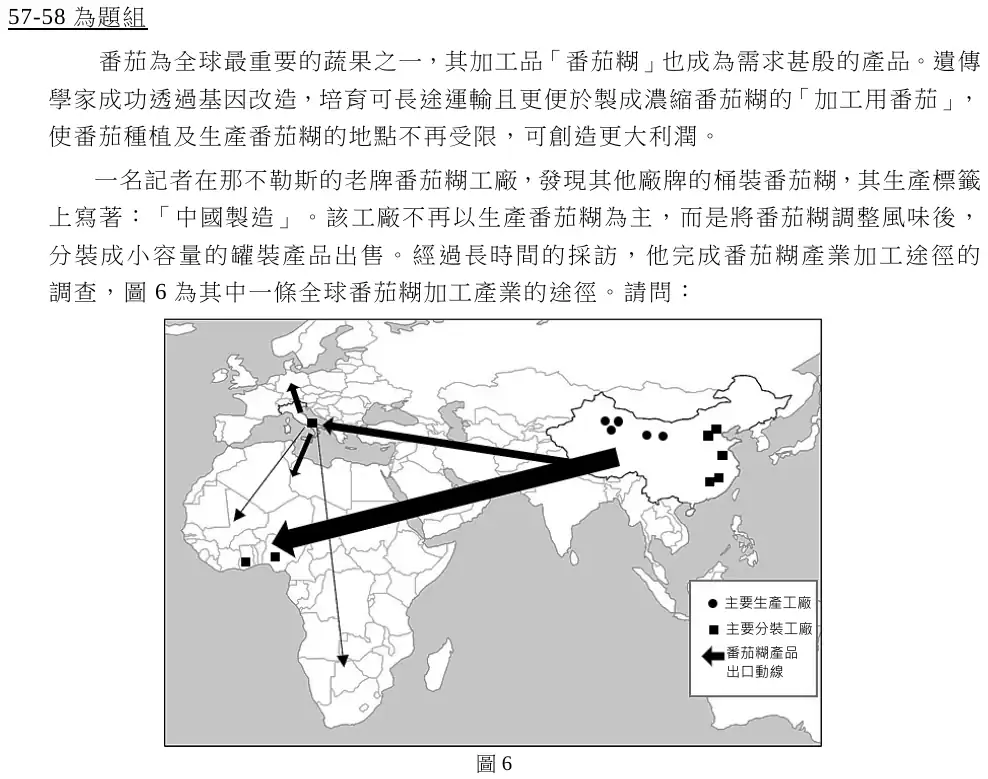 57-58 為題組
番茄為全球最重要的蔬果之一，其加工品「番茄糊」也成為需求甚殷的產品。遺傳
學家成功透過基因改造，培育可長途運輸且更便於製成濃縮番茄糊的「加工用番茄」，
使番茄種植及生產番茄糊的地點不再受限，可創造更大利潤。
一名記者在那不勒斯的老牌番茄糊工廠，發現其他廠牌的桶裝番茄糊，其生產標籤
上寫著：「中國製造」。該工廠不再以生產番茄糊為主，而是將番茄糊調整風味後，
分裝成小容量的罐裝產品出售。經過長時間的採訪，他完成番茄糊產業加工途徑的
調查，圖 6 為其中一條全球番茄糊加工產業的途徑。請問：
主要生產工廠
主要分裝工廠
番茄糊產品
出口動線
圖 6